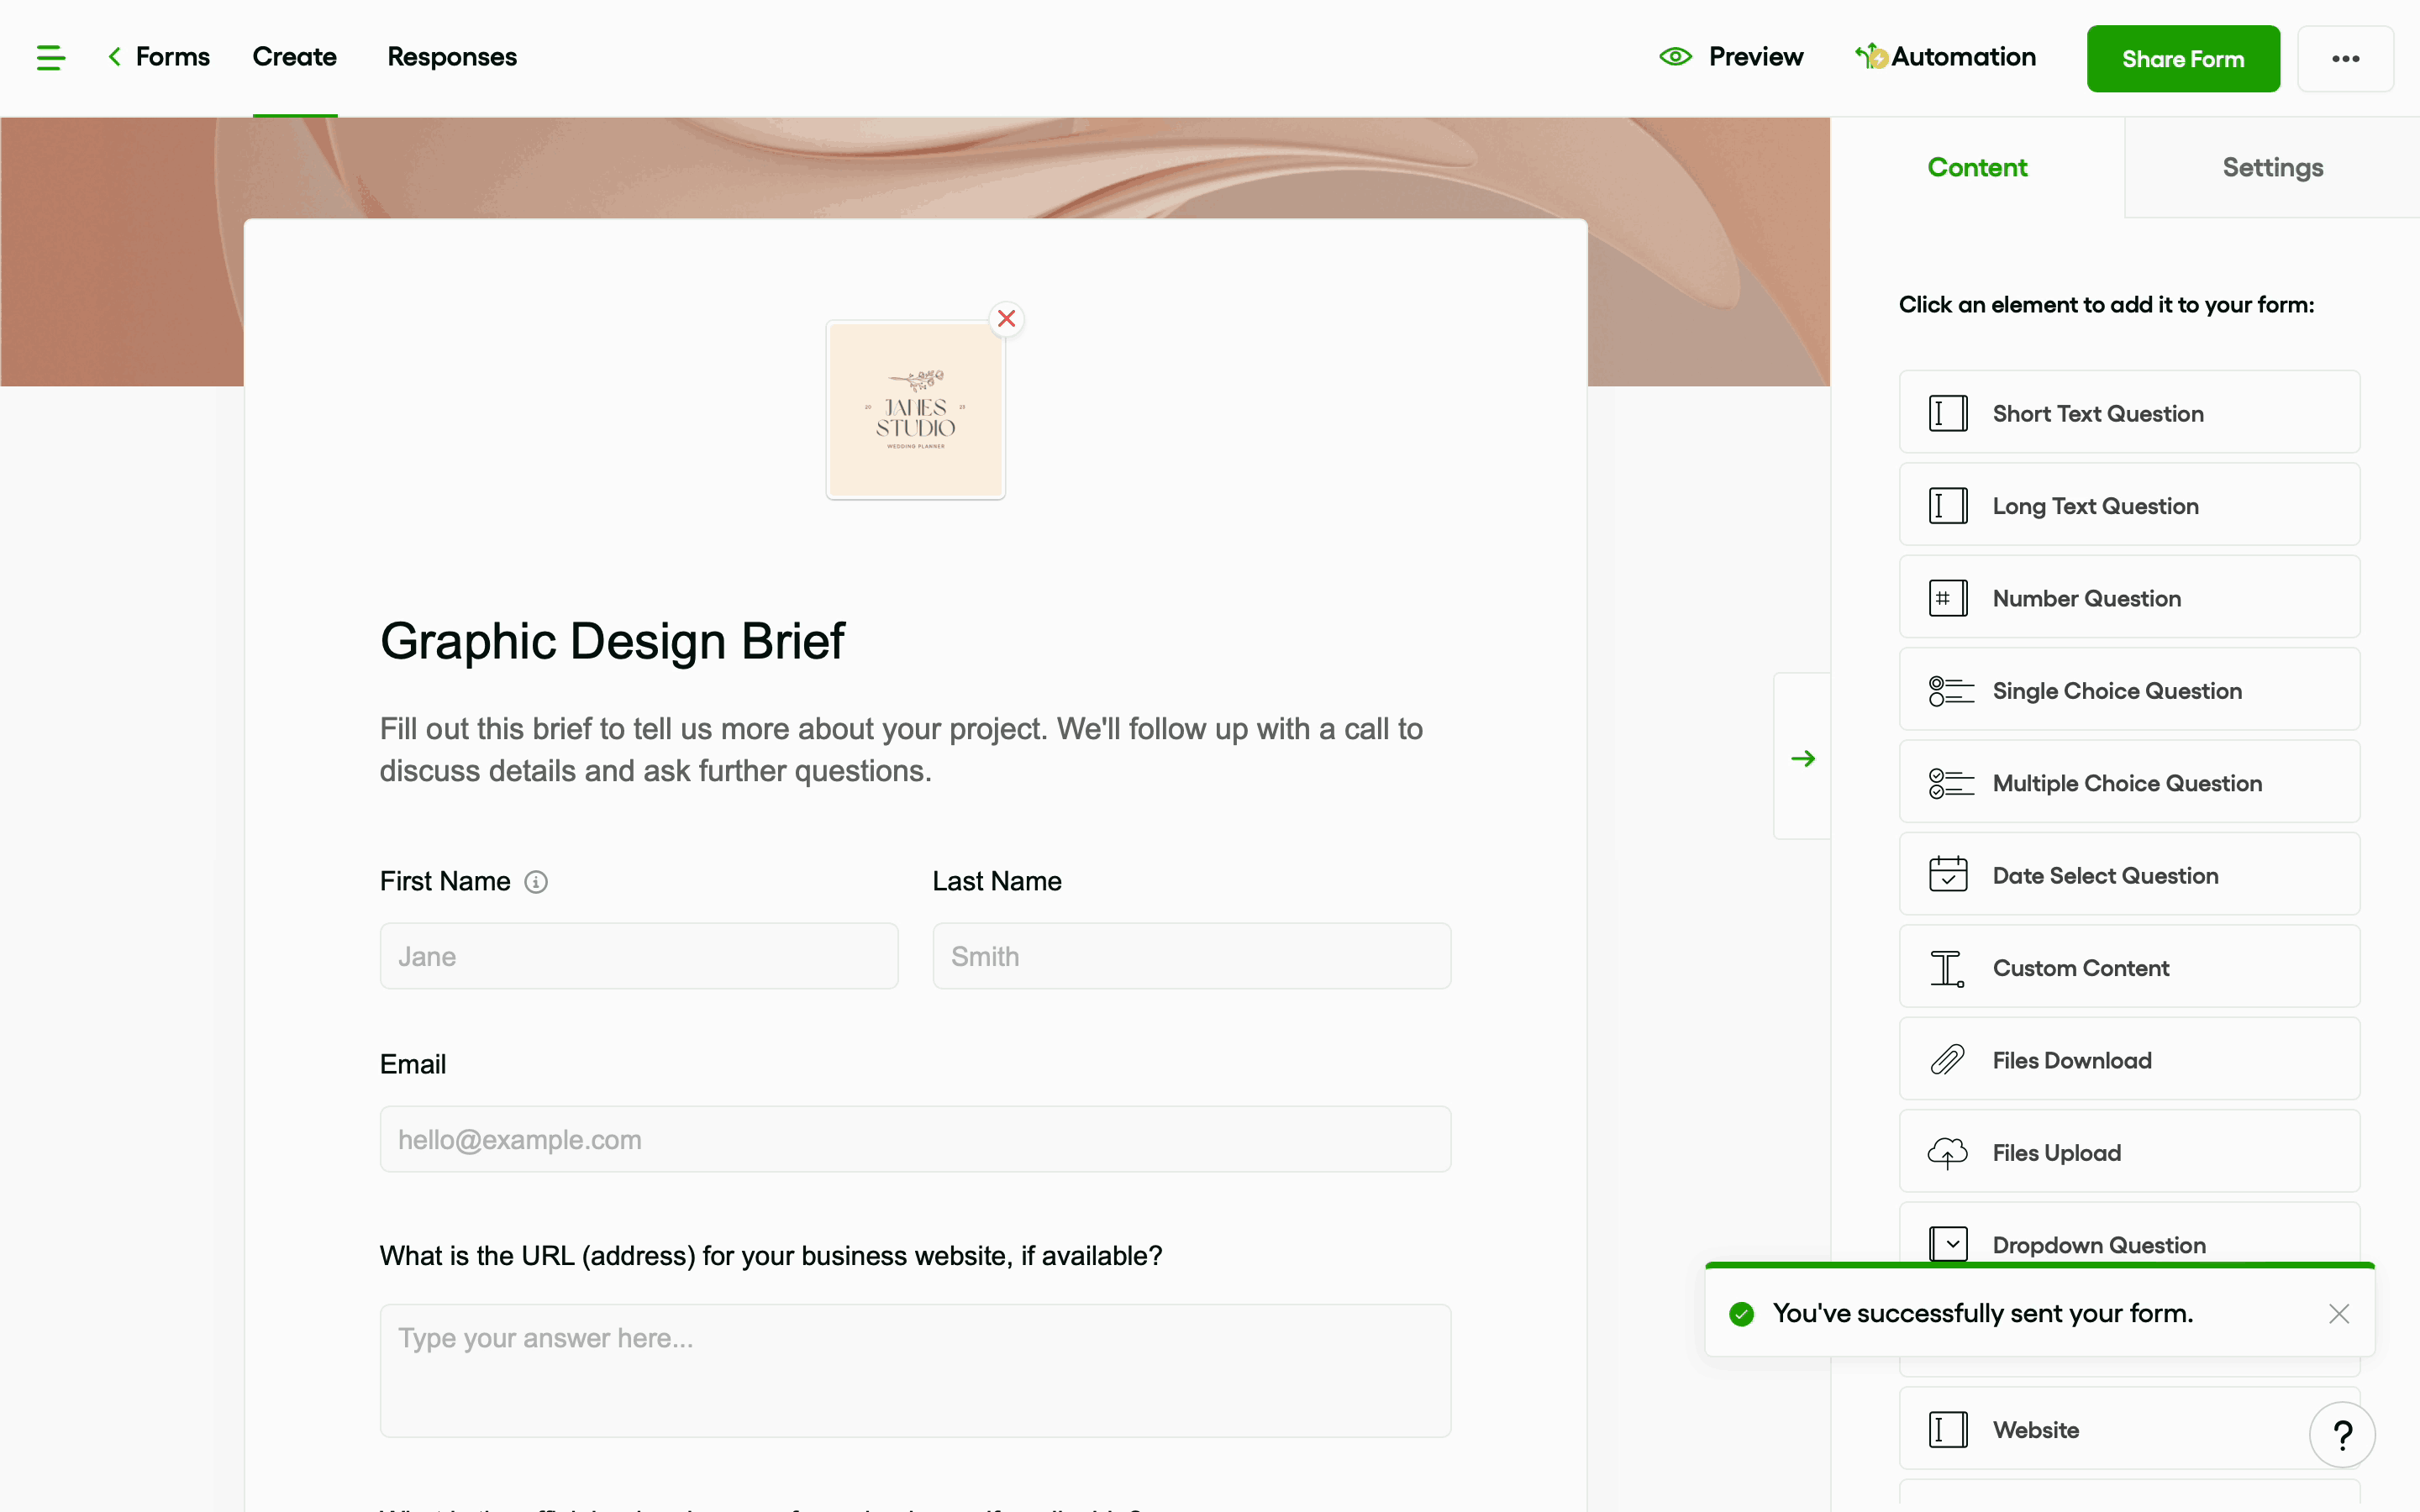 Forms
Create
Responses
Preview
Automation
Share Form
Content
Settings
Click an element to add it to your form:
20 JANES 23
STUDIO
WEDDING PLANNER
Graphic Design Brief
Fill out this brief to tell us more about your project. We'll follow up with a call to
discuss details and ask further questions.
First Name
Last Name
Jane
Smith
Email
hello@example.com
What is the URL (address) for your business website, if available?
Type your answer here...
Short Text Question
Long Text Question
Number Question
Single Choice Question
Multiple Choice Question
Date Select Question
Custom Content
Files Download
Files Upload
Dropdown Question
You've successfully sent your form.
Website
?